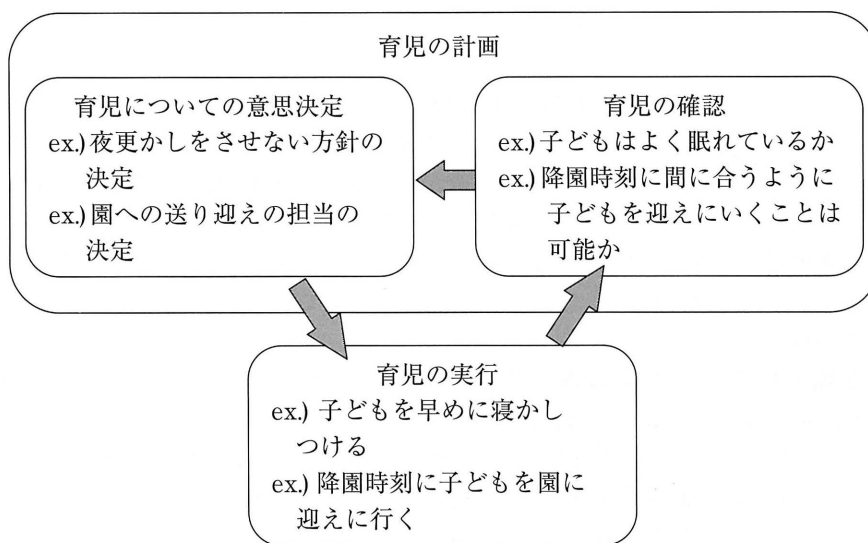 育児の計画
育児についての意思決定
ex.)夜更かしをさせない方針の
決定
ex.)園への送り迎えの担当の
決定
育児の確認
ex.)子どもはよく眠れているか
ex.)降園時刻に間に合うように
子どもを迎えにいくことは
可能か
育児の実行
ex.) 子どもを早めに寝かし
つける
ex.) 降園時刻に子どもを園に
迎えに行く